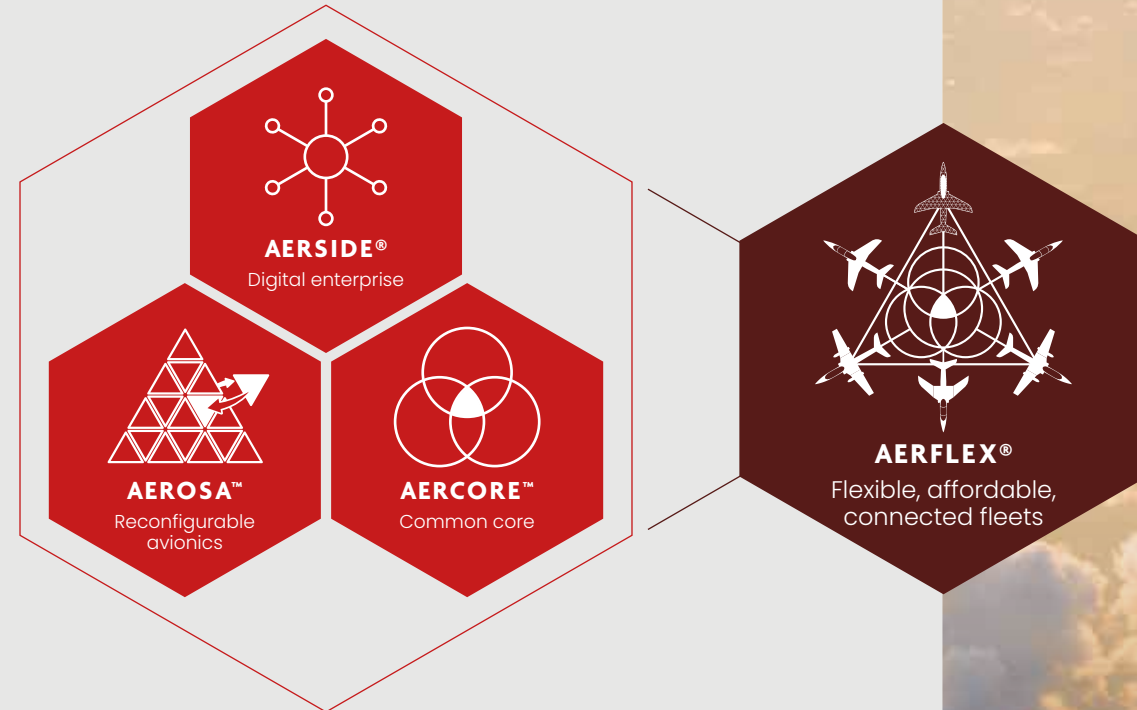 AERSIDE®
Digital enterprise
AEROSA™
Reconfigurable
avionics
AERCORE™
Common core
AERFLEX®
Flexible, affordable,
connected fleets